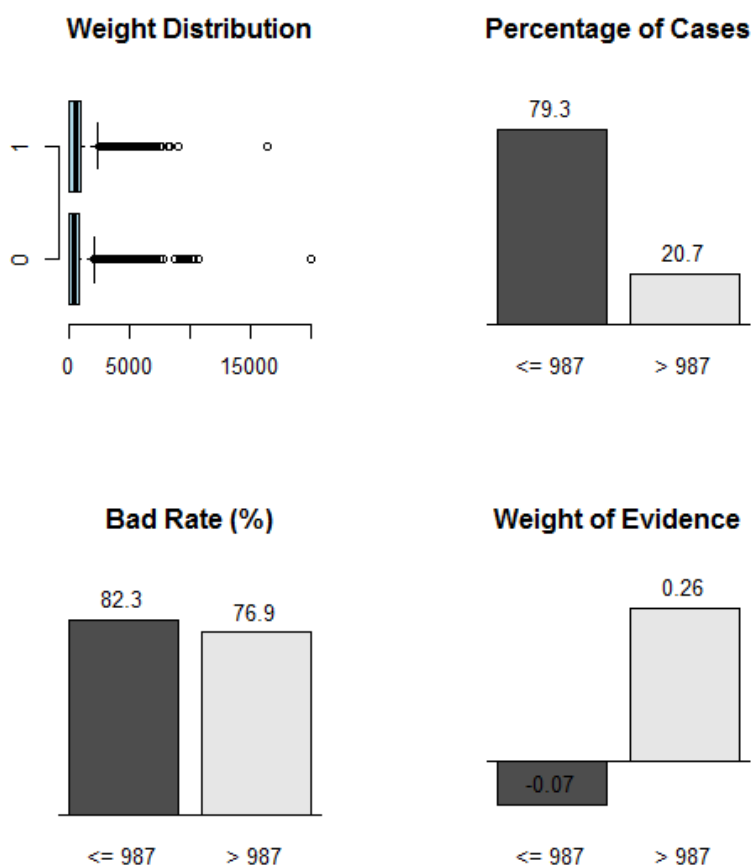 Weight Distribution
1
0
0 5000 15000
Percentage of Cases
79.3
20.7
<= 987 > 987
Bad Rate (%)
82.3
76.9
<= 987 > 987
Weight of Evidence
0.26
-0.07
<= 987 > 987